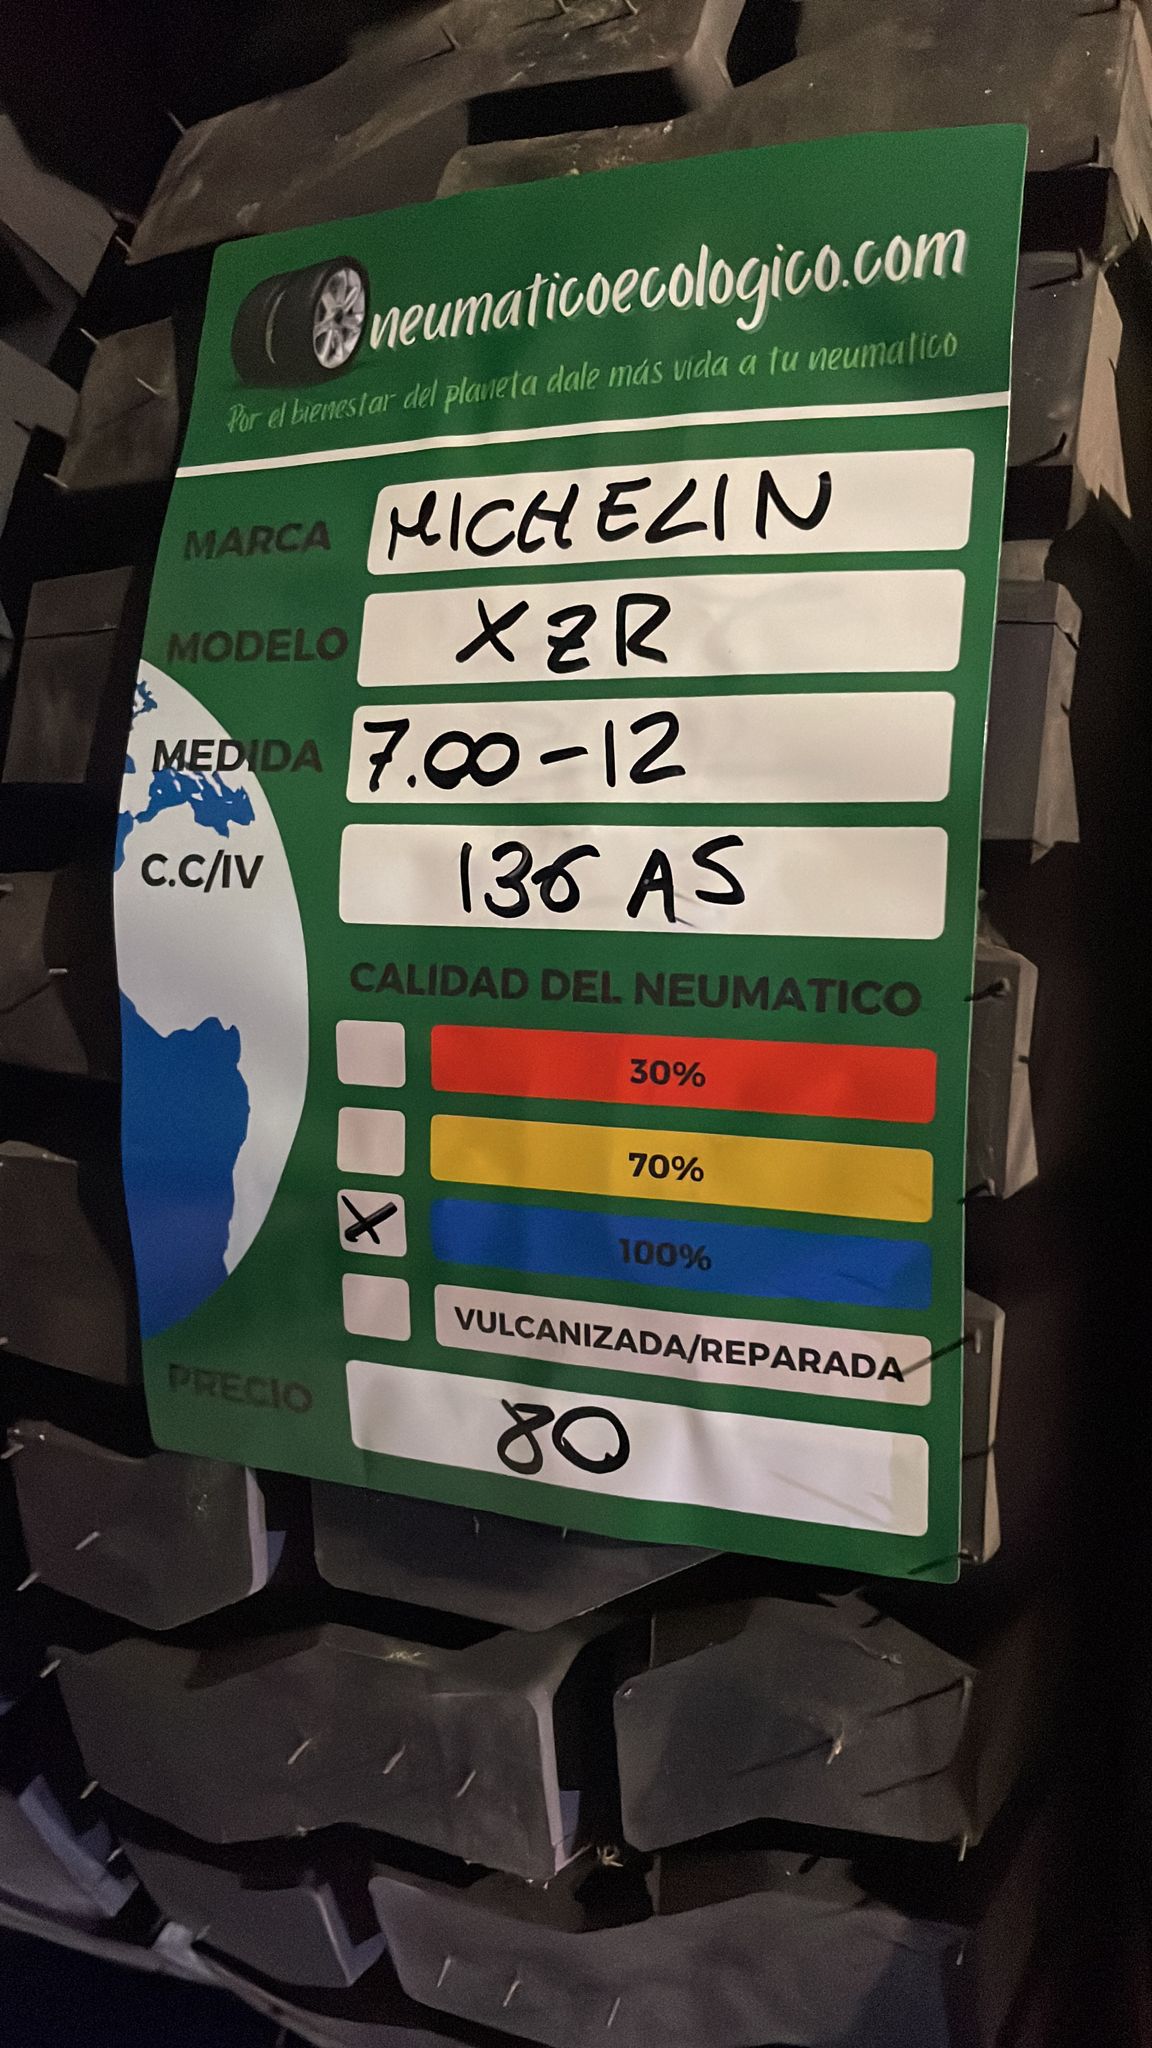 neumaticoecologico.com
Por el bienestar del planeta dale más vida a tu neumatico
MARCA MICHELIN
MODELO XZR
MEDIDA 7.00-12
C.C/IV 136 AS
CALIDAD DEL NEUMATICO
30%
70%
X 100%
VULCANIZADA/REPARADA
PRECIO 80